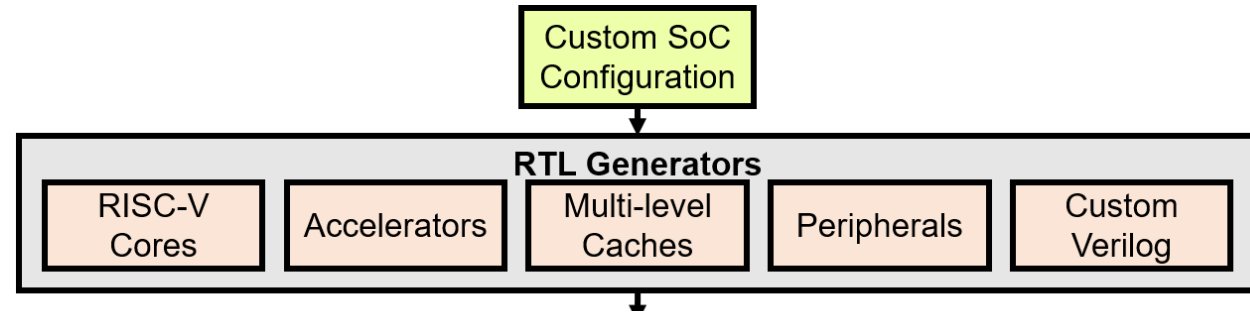 Custom SoC
Configuration
RTL Generators
RISC-V
Cores
Accelerators
Multi-level
Caches
Peripherals
Custom
Verilog